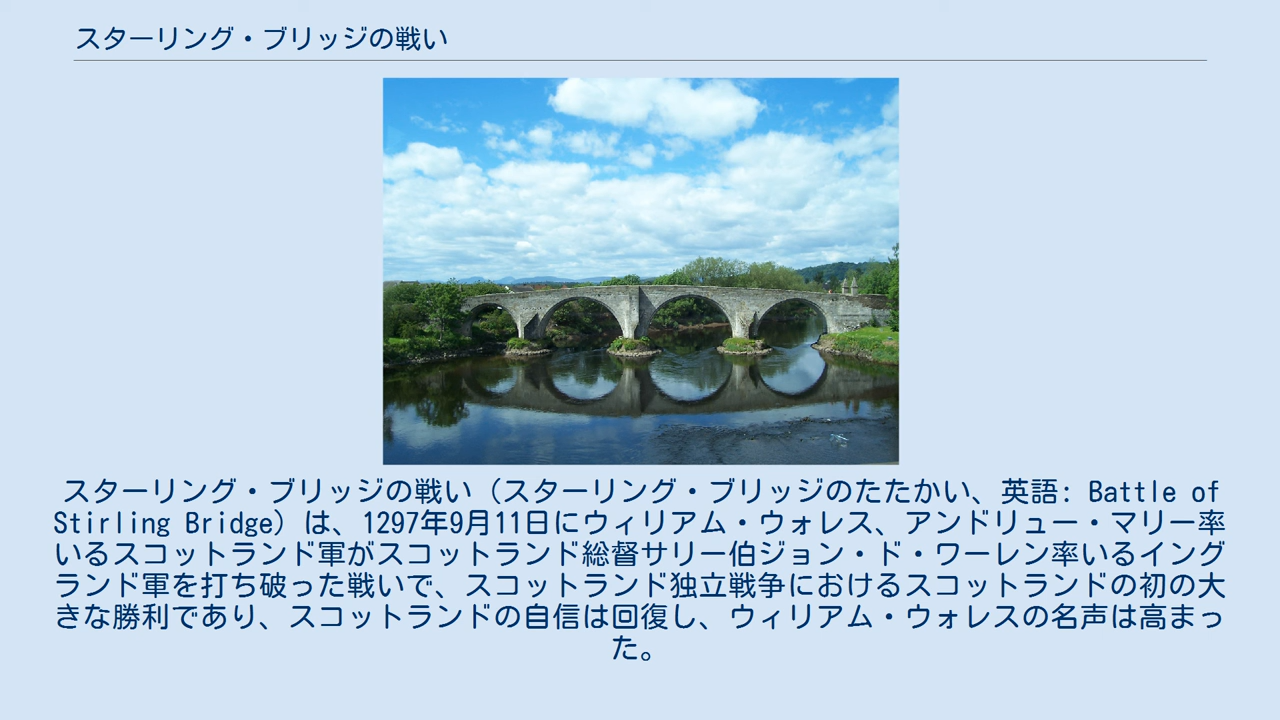 スターリング・ブリッジの戦い
スターリング・ブリッジの戦い（スターリング・ブリッジのたたかい、英語: Battle of
Stirling Bridge）は、1297年9月11日にウィリアム・ウォレス、アンドリュー・マリー率
いるスコットランド軍がスコットランド総督サリー伯ジョン・ド・ワーレン率いるイング
ランド軍を打ち破った戦いで、スコットランド独立戦争におけるスコットランドの初の大
きな勝利であり、スコットランドの自信は回復し、ウィリアム・ウォレスの名声は高まっ
た。